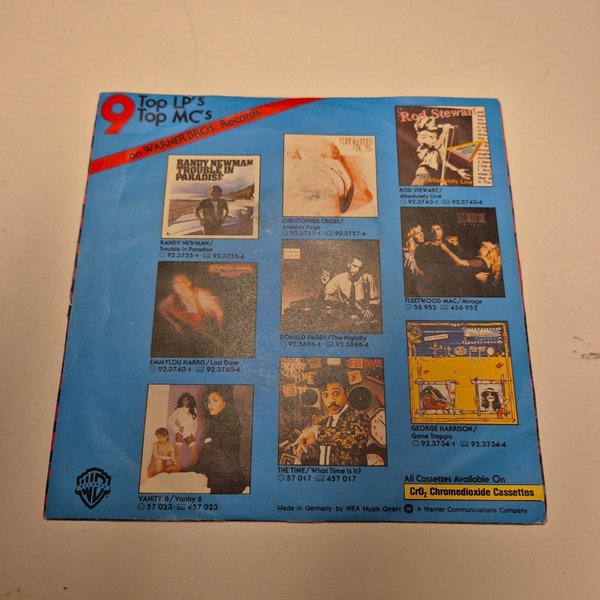 9 Top LP's
Top MC's
on WARNER BROS. Records
RANDY NEWMAN
TROUBLE IN
PARADISE
RANDY NEWMAN/
Trouble In Paradise
92.3755-1 · 92.3755-4
CHRISTOPHER CROSS/
Another Page
92.3757-1 · 92.3757-4
Rod Stewart
Absolutely Live
ROD STEWART/
Absolutely Live
92.3743-1 · 92.3743-4
EMMYLOU HARRIS
EMMYLOU HARRIS/Last Date
92.3740-1 · 92.3740-4
DONALD FAGEN/The Nightfly
92.3696-1 · 92.3696-4
FLEETWOOD MAC
FLEETWOOD MAC/Mirage
56 952 · 456 952
VANITY 6/Vanity 6
57 023 · 457 023
THE TIME/What Time Is It?
57 017 · 457 017
GEORGE HARRISON/
Gone Troppo
92.3734-1 · 92.3734-4
All Cassettes Available On
CrO₂ Chromedioxide Cassettes
Made in Germany by WEA Musik GmbH A Warner Communications Company